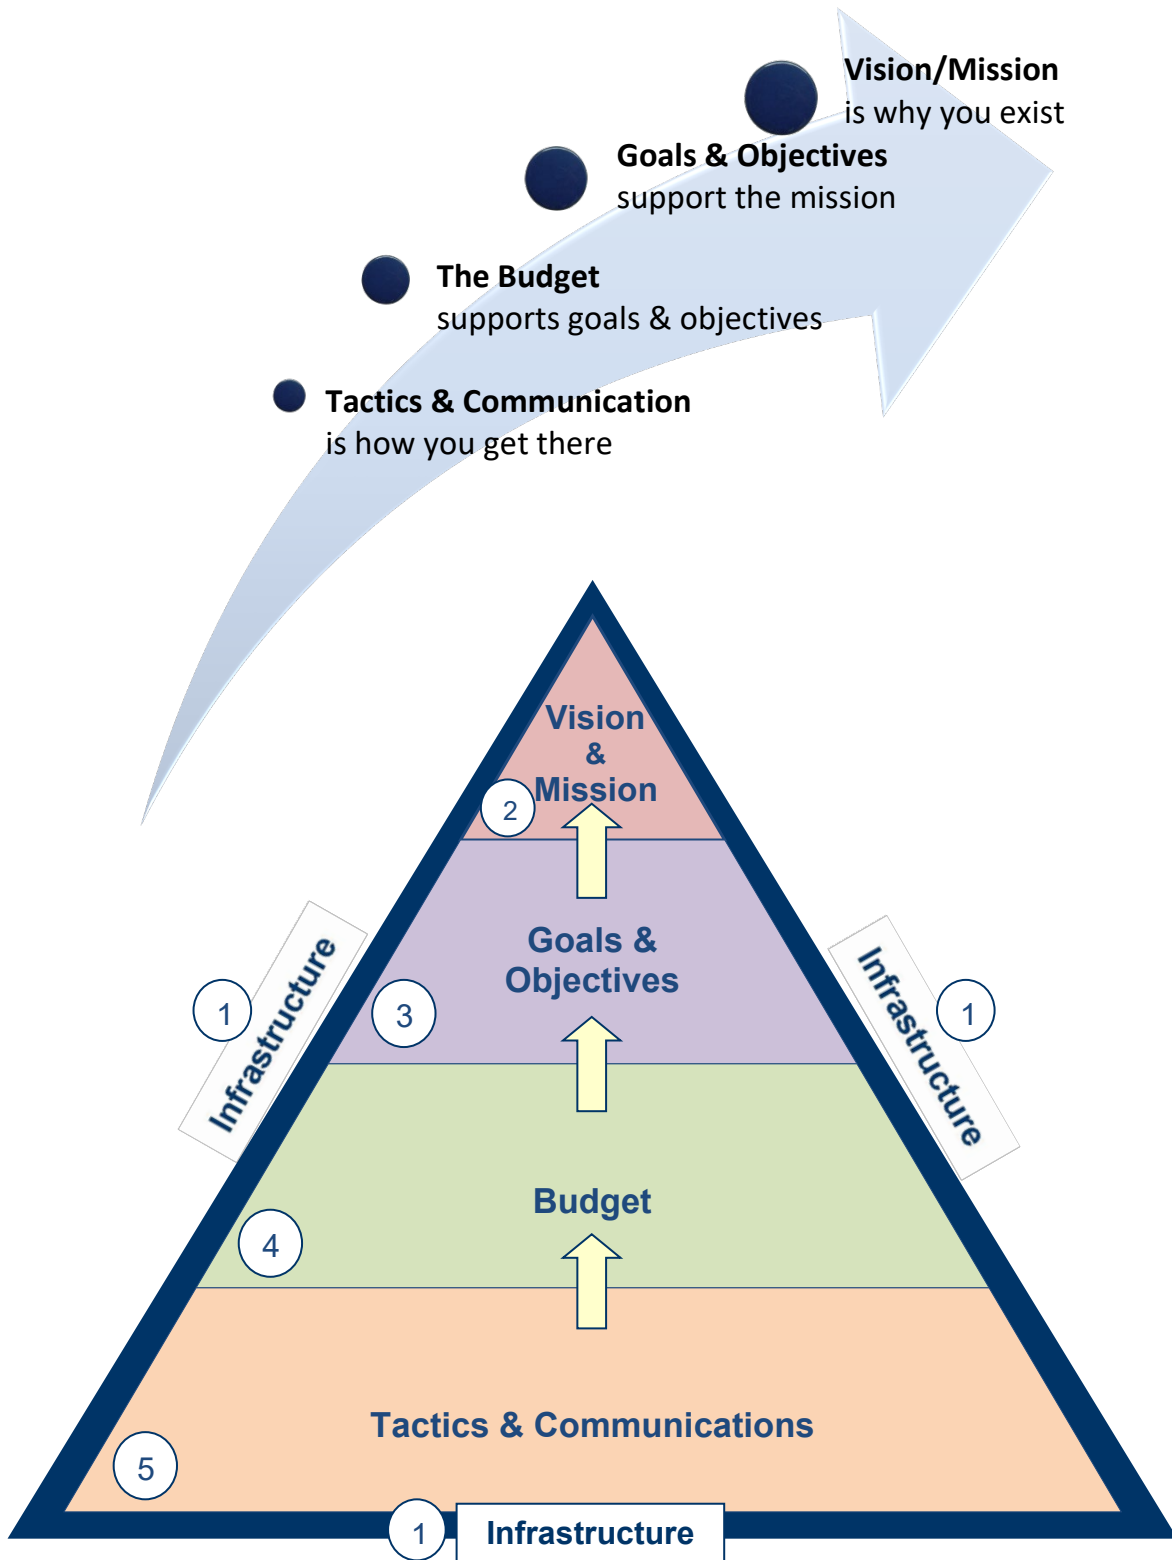 Vision/Mission
is why you exist
Goals & Objectives
support the mission
The Budget
supports goals & objectives
Tactics & Communication
is how you get there
Vision
&
Mission
2
Goals &
Objectives
3
1
Infrastructure
Infrastructure
1
Budget
4
Tactics & Communications
5
1
Infrastructure